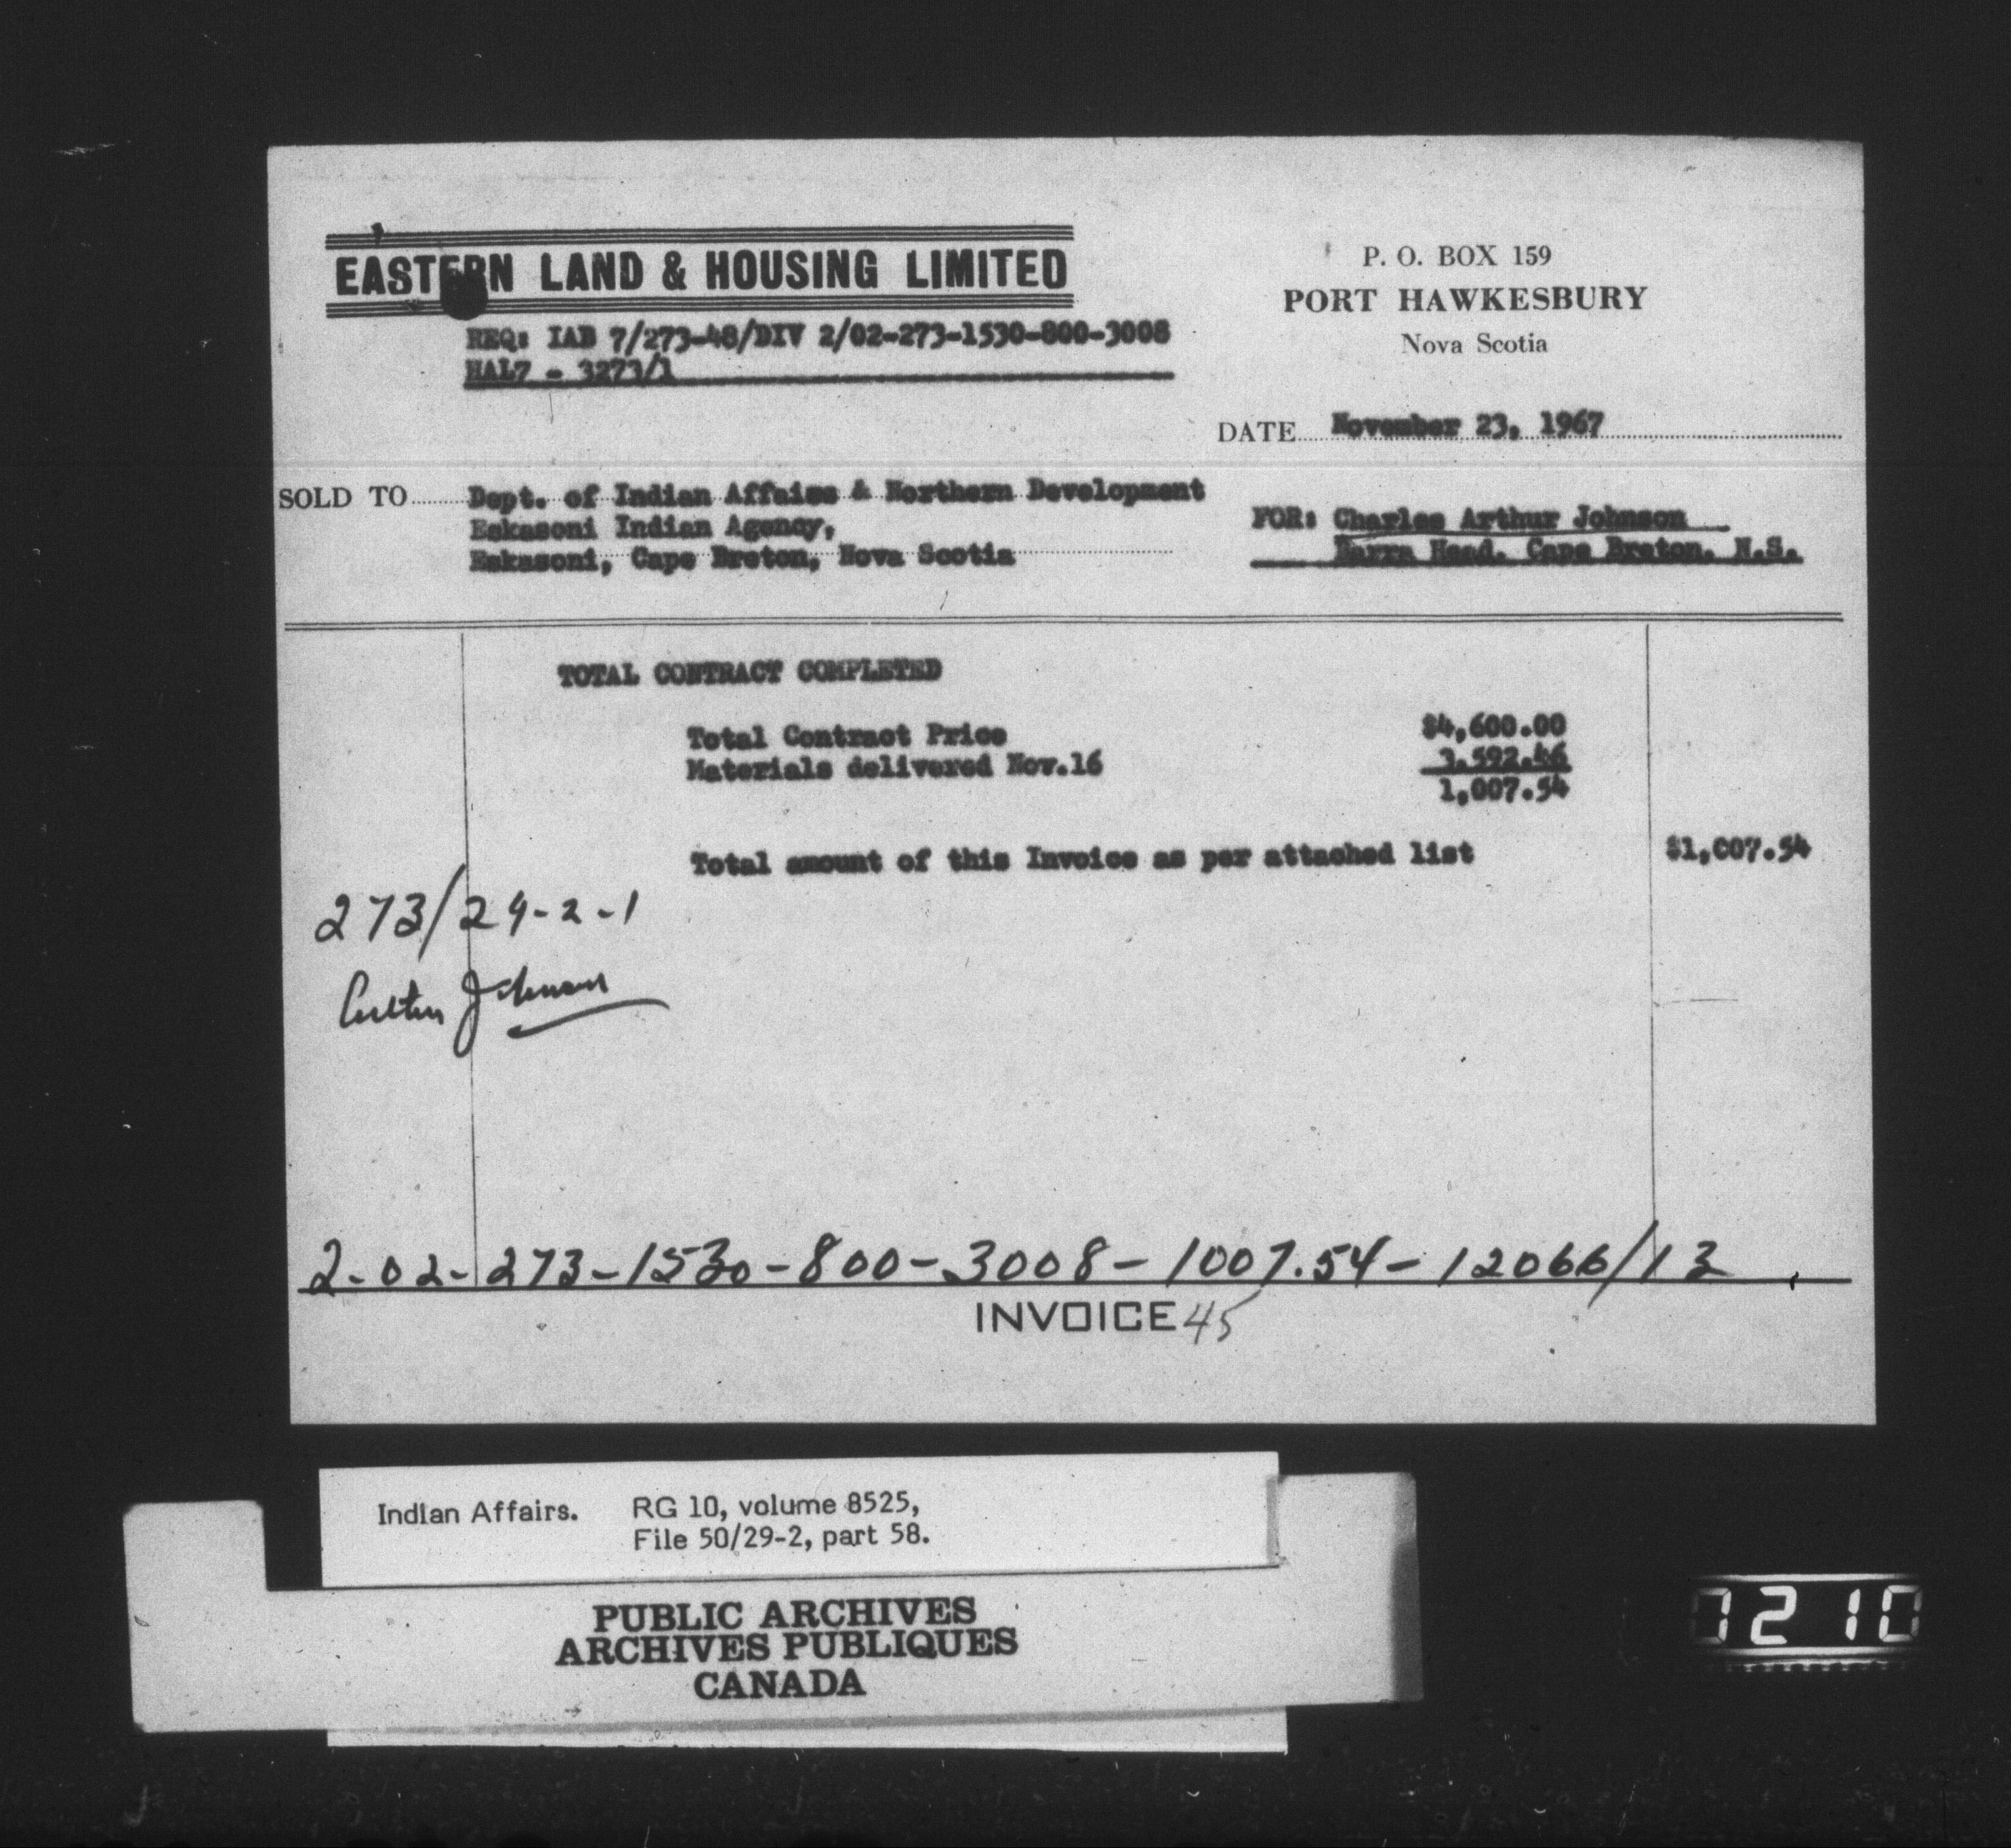 EASTERN LAND & HOUSING LIMITED
P. O. BOX 159
PORT HAWKESBURY
Nova Scotia
REQ: IAB 7/273-48/DIV 2/02-273-1530-800-3008
HAL7 - 3273/1
DATE November 23, 1967
SOLD TO Dept. of Indian Affairs & Northern Development
Eskasoni Indian Agency,
Eskasoni, Cape Breton, Nova Scotia
FOR: Charles Arthur Johnson
Barra Head, Cape Breton, N.S.
TOTAL CONTRACT COMPLETED
Total Contract Price $4,600.00
Materials delivered Nov.16 3,592.46
1,007.54
Total amount of this Invoice as per attached list $1,007.54
273/29-2-1
Johnson
2-02-273-1530-800-3008-1007.54-12066/13
INVOICE 45
Indian Affairs. RG 10, volume 8525,
File 50/29-2, part 58.
PUBLIC ARCHIVES
ARCHIVES PUBLIQUES
CANADA
7210